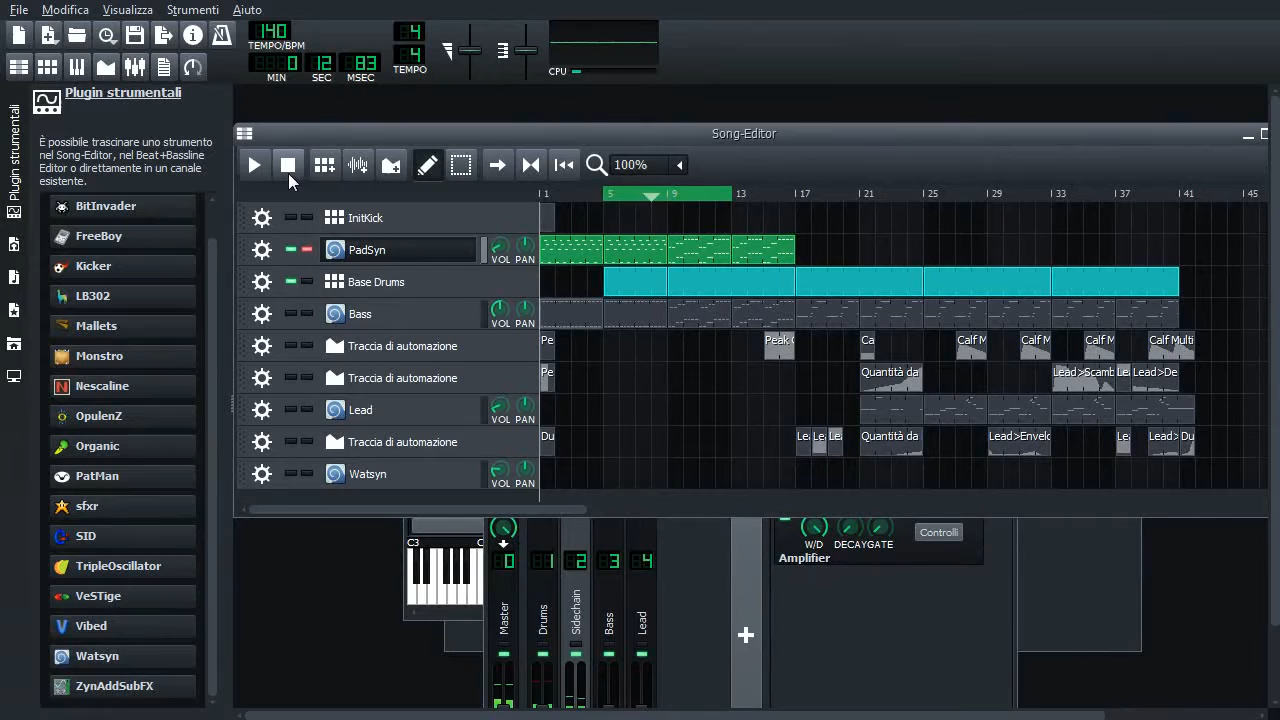 File Modifica Visualizza Strumenti Aiuto
140
TEMPO/BPM
4
4
TEMPO
0 12 83
MIN SEC MSEC
CPU
Plugin strumentali
Plugin strumentali
È possibile trascinare uno strumento
nel Song-Editor, nel Beat+Bassline
Editor o direttamente in un canale
esistente.
BitInvader
FreeBoy
Kicker
LB302
Mallets
Monstro
Nescaline
OpulenZ
Organic
PatMan
sfxr
SID
TripleOscillator
VeSTige
Vibed
Watsyn
ZynAddSubFX
Song-Editor
100%
1 5 9 13 17 21 25 29 33 37 41 45
InitKick
PadSyn VOL PAN
Base Drums
Bass VOL PAN
Traccia di automazione Pe Peak Ca Calf M Calf M Calf M Calf Multi
Traccia di automazione Pe Quantità da Lead>Scamb Le Lead>De
Lead VOL PAN
Traccia di automazione Du Le Le Le Quantità da Lead>Envelo Le Lead> Du
Watsyn VOL PAN
C3 C
0 1 2 3 4
Master Drums Sidechain Bass Lead
W/D DECAY GATE Controlli
Amplifier